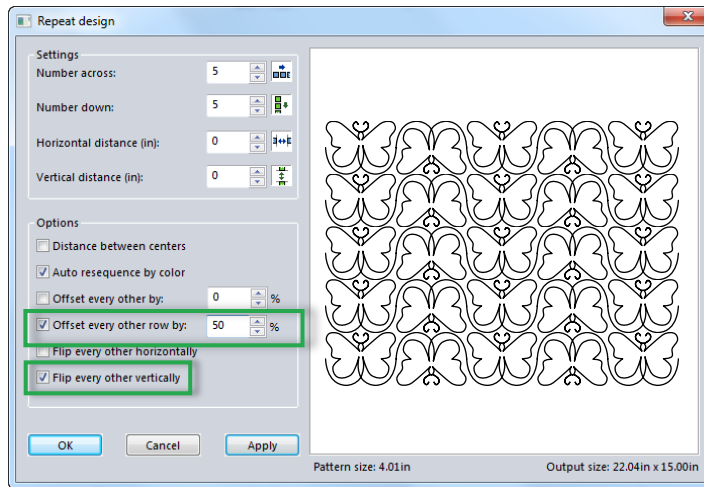 Repeat design
Settings
Number across: 5
Number down: 5
Horizontal distance (in): 0
Vertical distance (in): 0
Options
Distance between centers
Auto resequence by color
Offset every other by: 0 %
Offset every other row by: 50 %
Flip every other horizontally
Flip every other vertically
OK Cancel Apply
Pattern size: 4.01in Output size: 22.04in x 15.00in